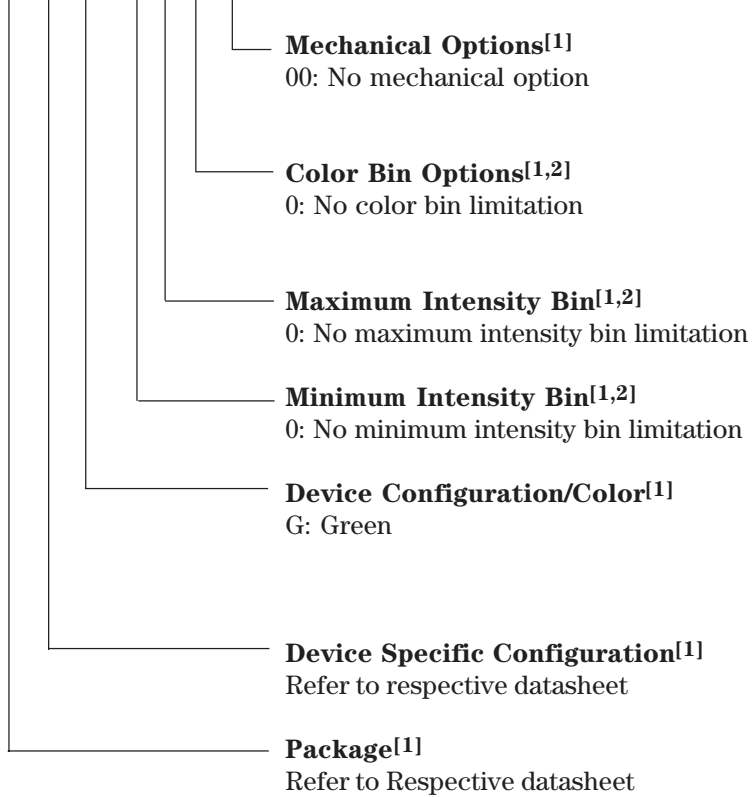 Mechanical Options[1]
00: No mechanical option
Color Bin Options[1,2]
0: No color bin limitation
Maximum Intensity Bin[1,2]
0: No maximum intensity bin limitation
Minimum Intensity Bin[1,2]
0: No minimum intensity bin limitation
Device Configuration/Color[1]
G: Green
Device Specific Configuration[1]
Refer to respective datasheet
Package[1]
Refer to Respective datasheet